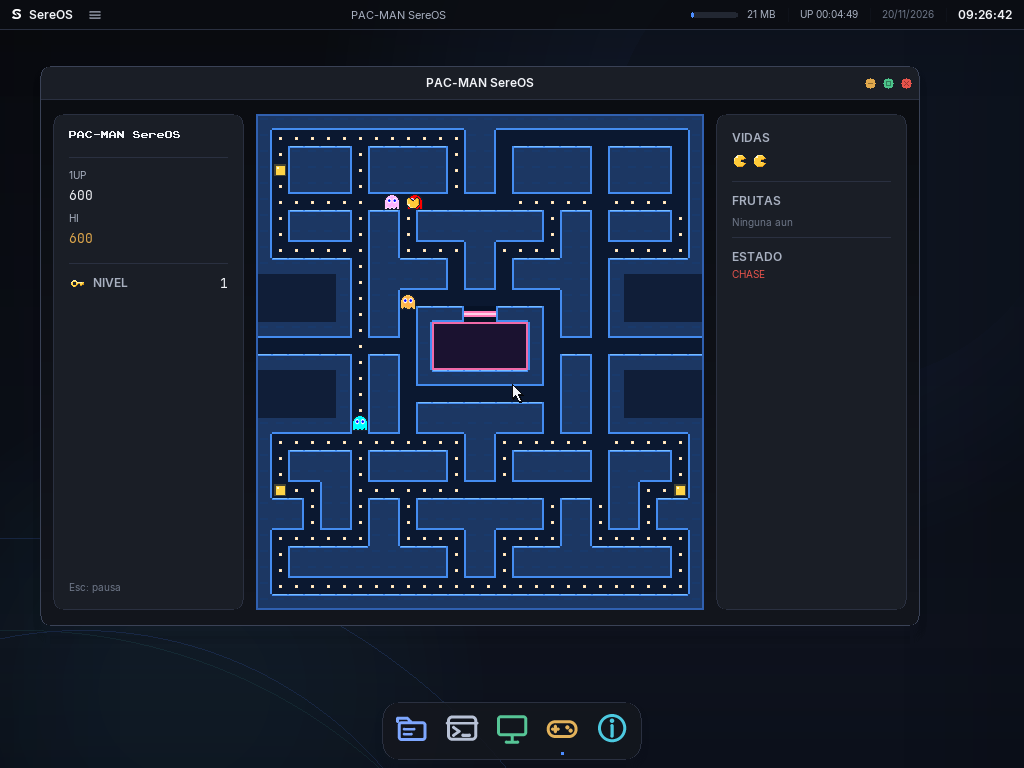 SereOS
PAC-MAN SereOS
21 MB
UP 00:04:49
20/11/2026
09:26:42
PAC-MAN SereOS
PAC-MAN SereOS
1UP
600
HI
600
NIVEL 1
Esc: pausa
VIDAS
FRUTAS
Ninguna aun
ESTADO
CHASE